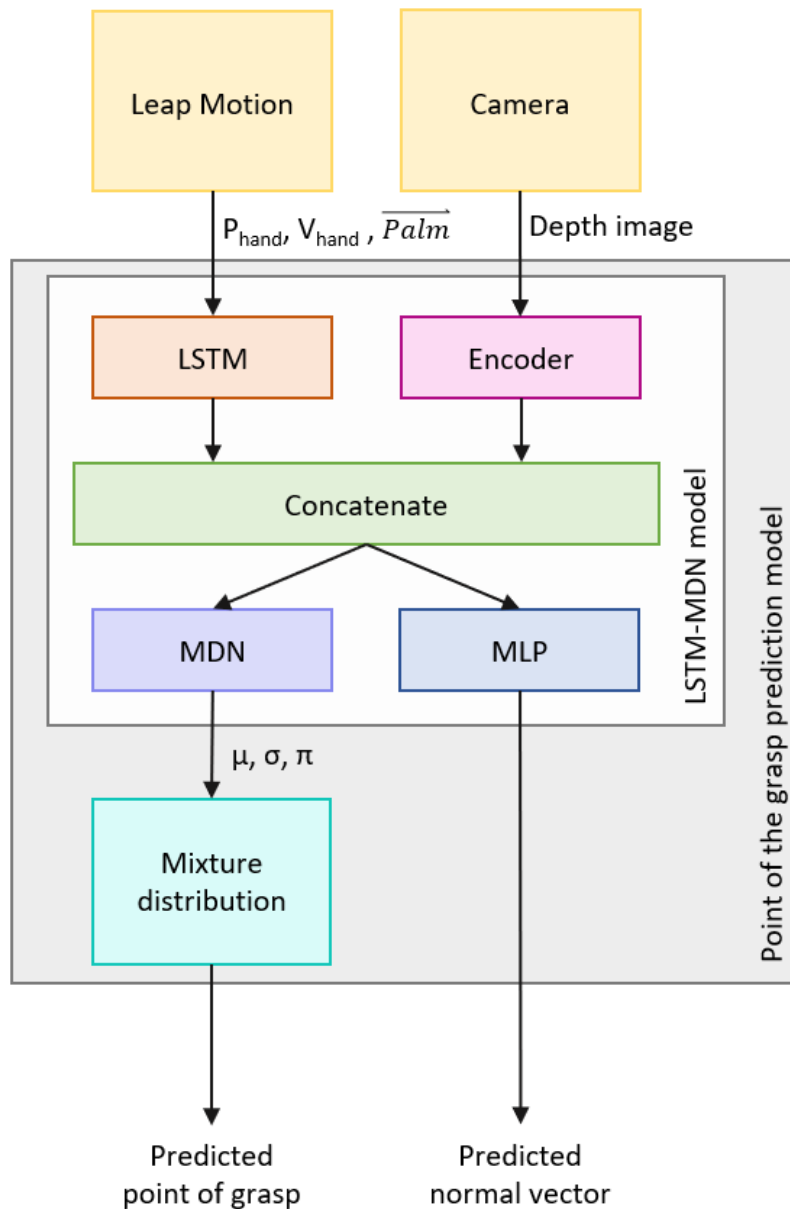 Leap Motion
Camera
P_hand, V_hand , \overrightarrow{Palm}
Depth image
LSTM
Encoder
Concatenate
MDN
MLP
LSTM-MDN model
Point of the grasp prediction model
μ, σ, π
Mixture
distribution
Predicted
point of grasp
Predicted
normal vector